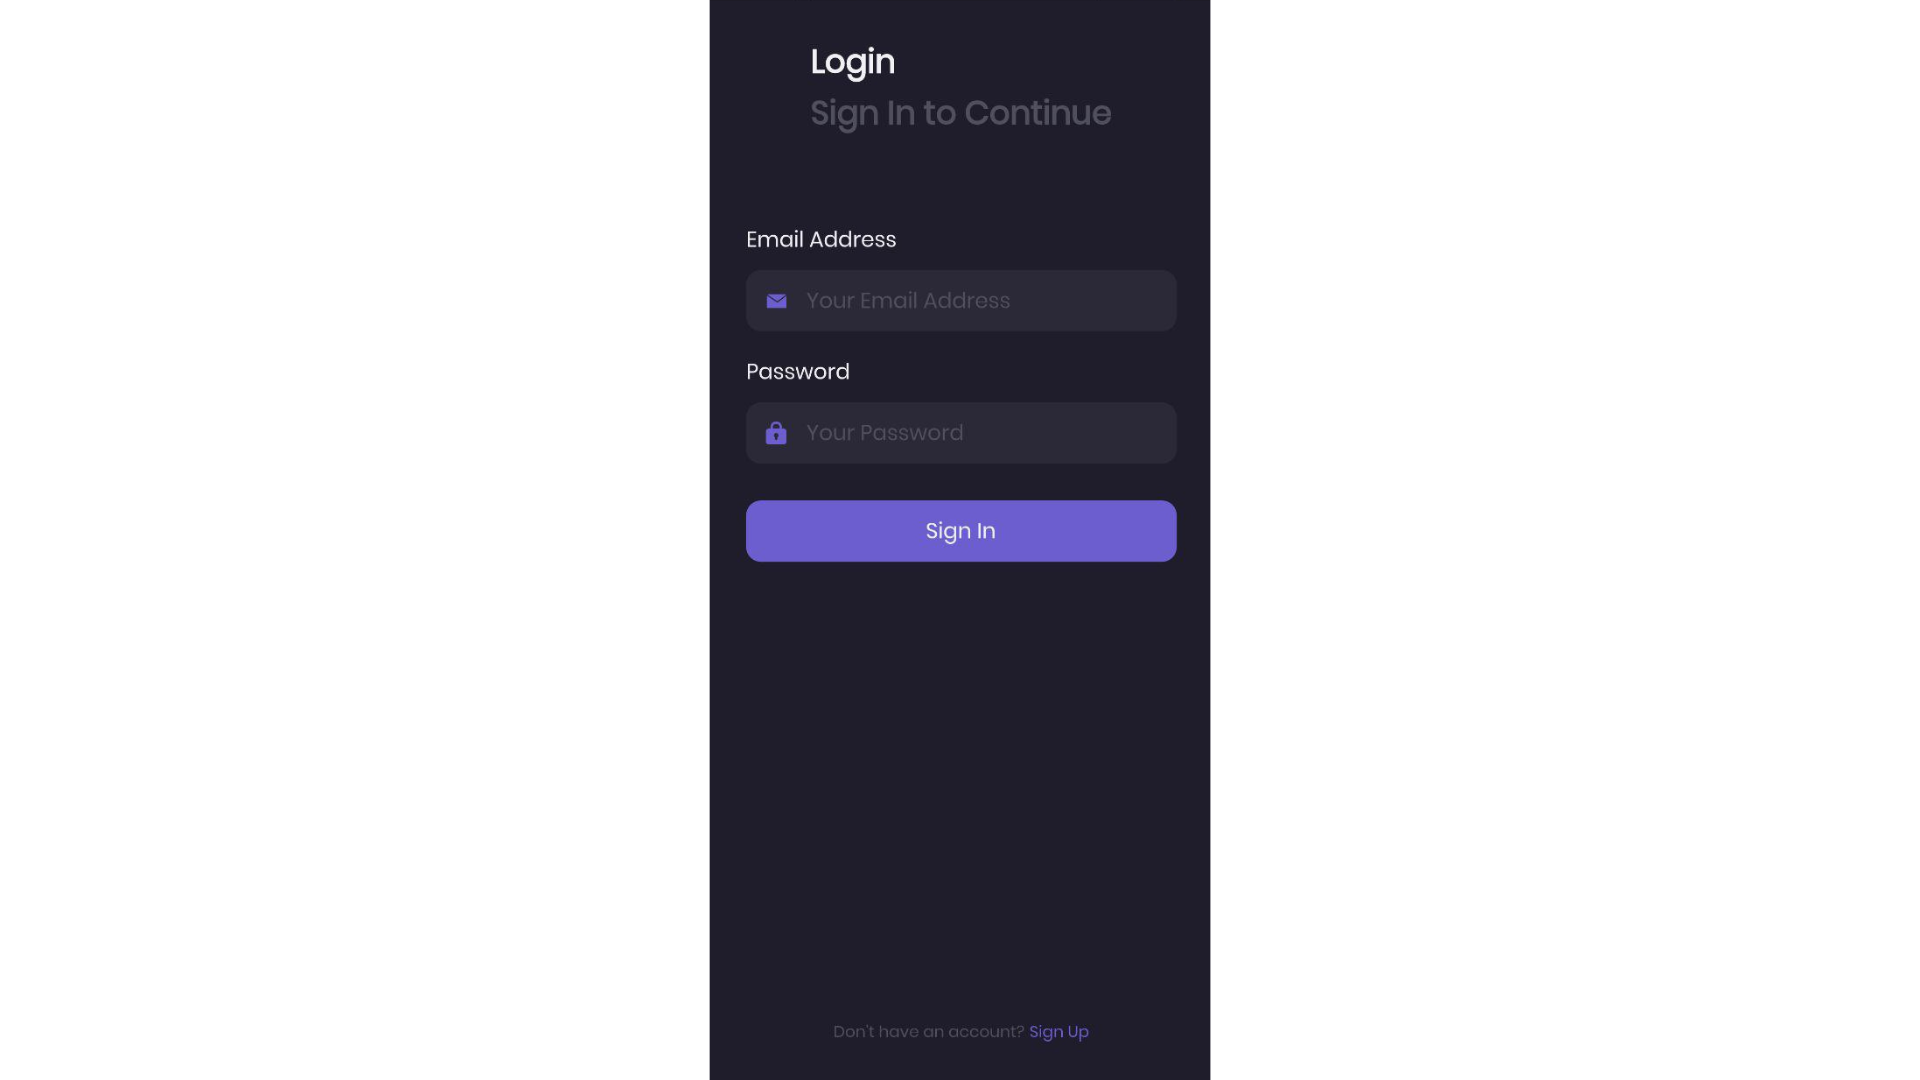 Login
Sign In to Continue
Email Address
Your Email Address
Password
Your Password
Sign In
Don't have an account? Sign Up